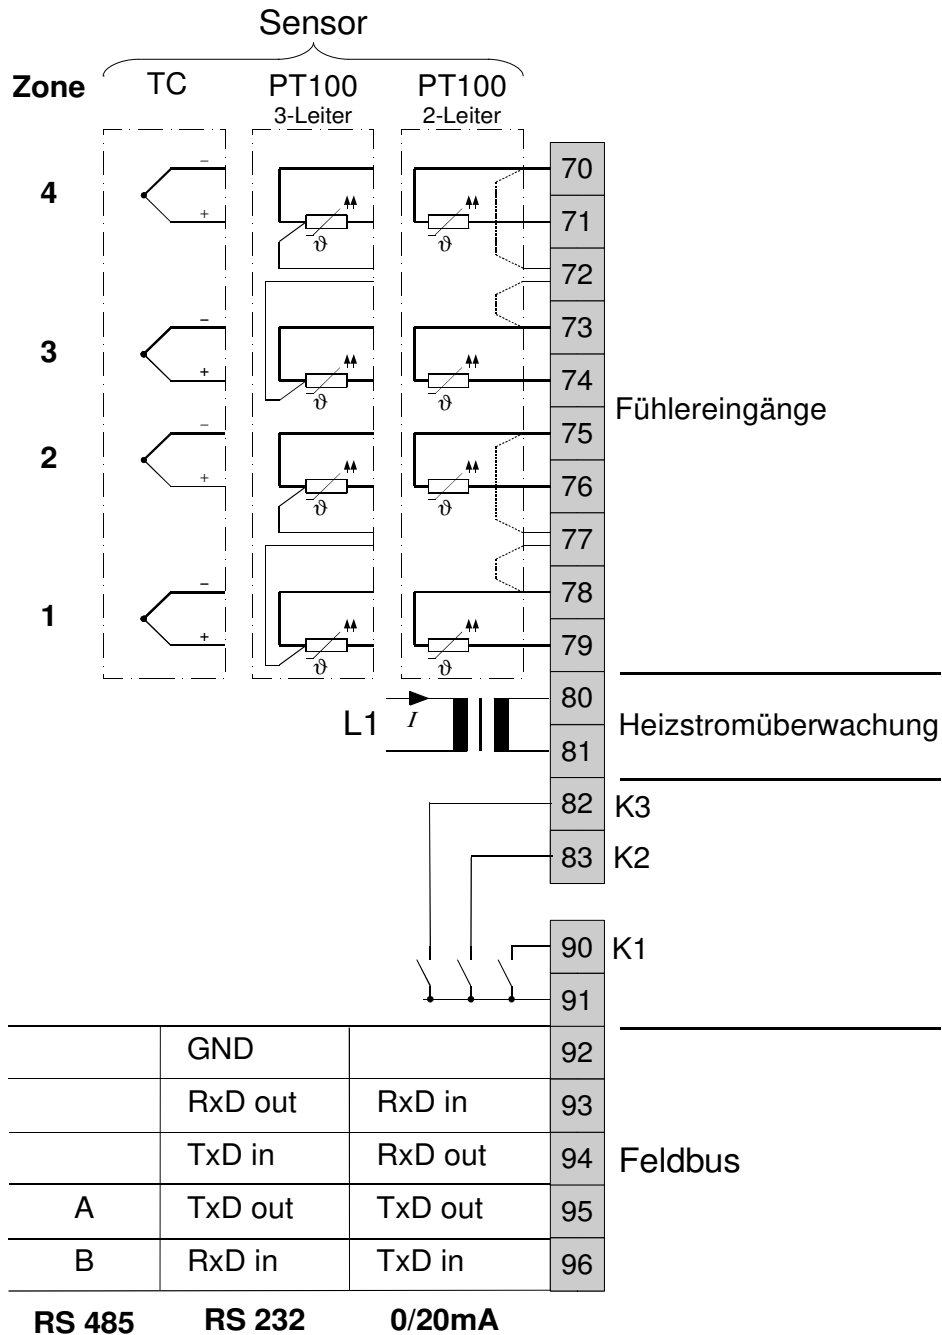 Sensor
Zone TC PT100 PT100
3-Leiter 2-Leiter
70
4 − + ϑ ϑ 71
72
73
3 − + ϑ ϑ 74
Fühlereingänge
75
2 − + ϑ ϑ 76
77
78
1 − + ϑ ϑ 79
80
L1 I Heizstromüberwachung
81
82 K3
83 K2
90 K1
91
GND 92
RxD out RxD in 93
TxD in RxD out 94 Feldbus
A TxD out TxD out 95
B RxD in TxD in 96
RS 485 RS 232 0/20mA